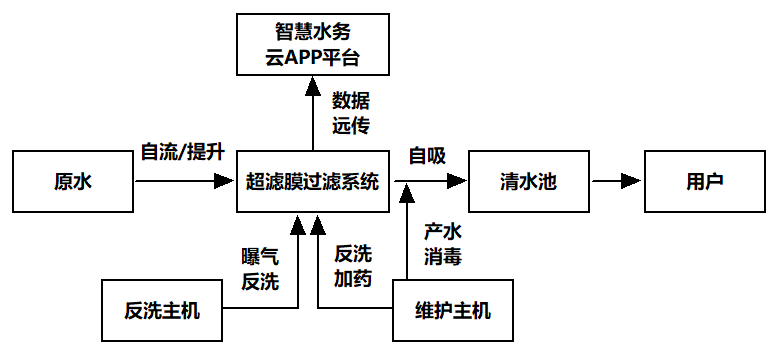 智慧水务
云APP平台
数据
远传
自流/提升
自吸
原水
超滤膜过滤系统
清水池
用户
曝气
反洗
反洗
加药
产水
消毒
反洗主机
维护主机